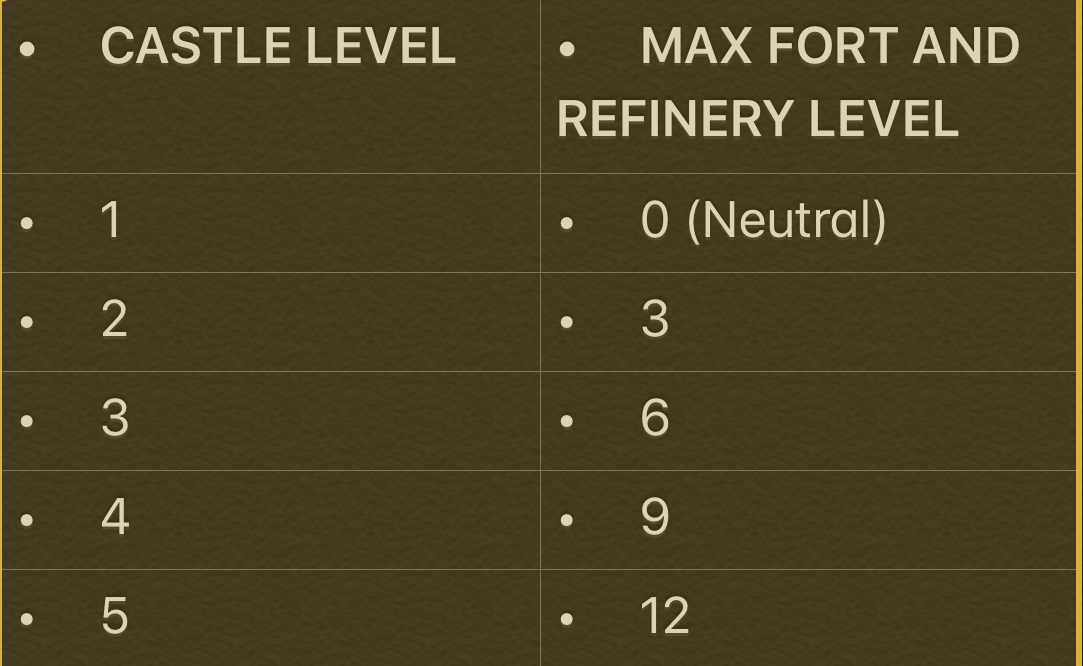 • CASTLE LEVEL
• MAX FORT AND
REFINERY LEVEL
• 1
• 0 (Neutral)
• 2
• 3
• 3
• 6
• 4
• 9
• 5
• 12